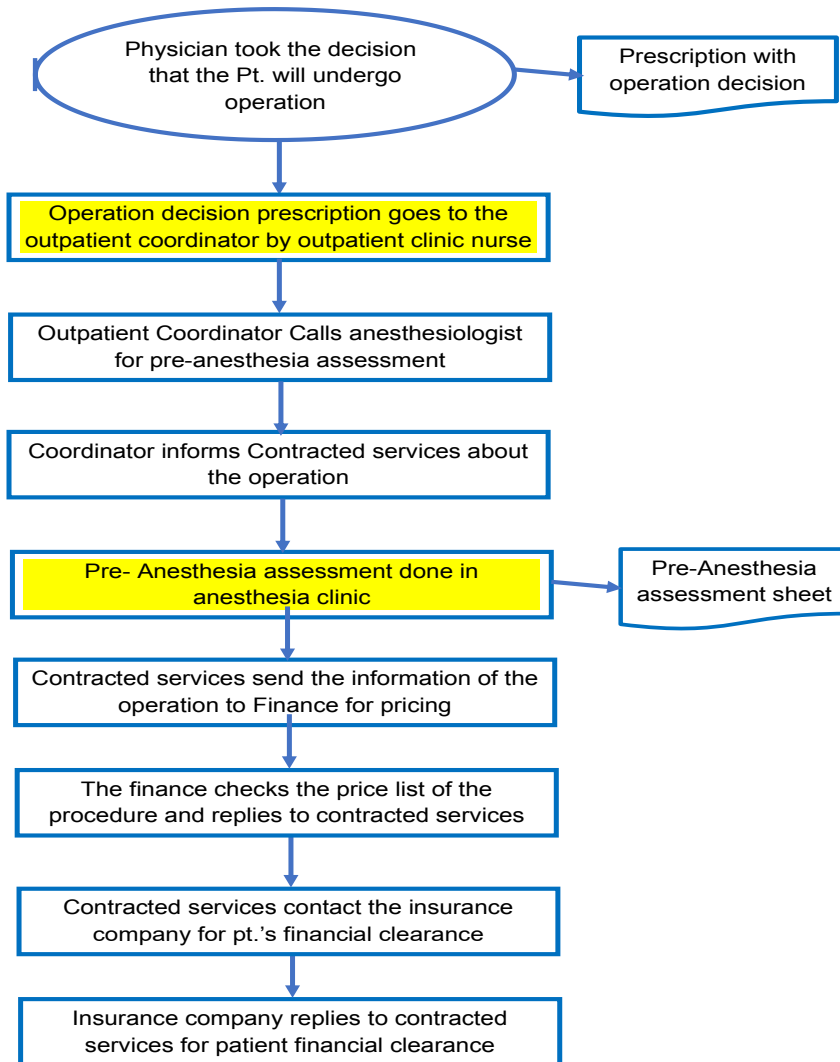 Physician took the decision
that the Pt. will undergo
operation
Prescription with
operation decision
Operation decision prescription goes to the
outpatient coordinator by outpatient clinic nurse
Outpatient Coordinator Calls anesthesiologist
for pre-anesthesia assessment
Coordinator informs Contracted services about
the operation
Pre- Anesthesia assessment done in
anesthesia clinic
Pre-Anesthesia
assessment sheet
Contracted services send the information of the
operation to Finance for pricing
The finance checks the price list of the
procedure and replies to contracted services
Contracted services contact the insurance
company for pt.’s financial clearance
Insurance company replies to contracted
services for patient financial clearance